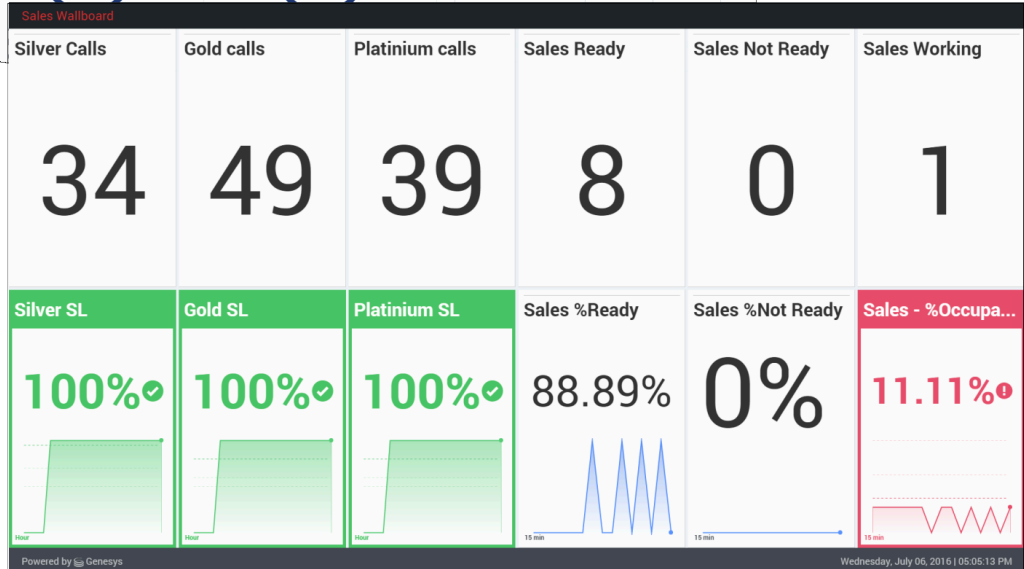 Sales Wallboard
Silver Calls
Gold calls
Platinium calls
Sales Ready
Sales Not Ready
Sales Working
34
49
39
8
0
1
Silver SL
Gold SL
Platinium SL
Sales %Ready
Sales %Not Ready
Sales - %Occupa...
100%
100%
100%
88.89%
0%
11.11%
Hour
Hour
Hour
15 min
15 min
15 min
Powered by Genesys
Wednesday, July 06, 2016 | 05:05:13 PM